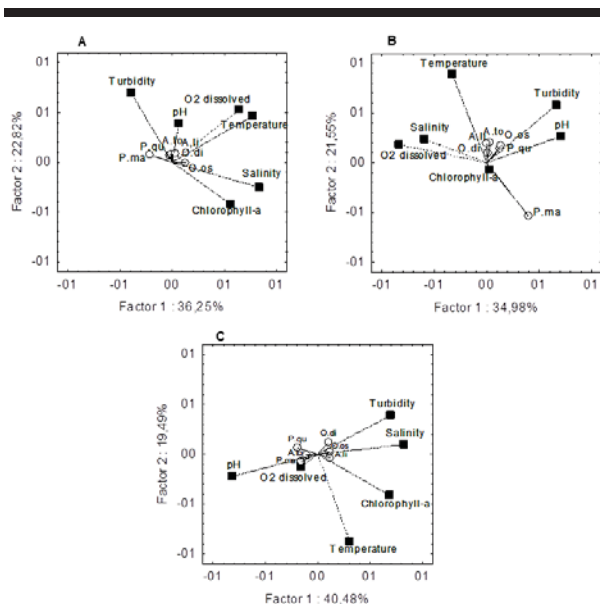 A
Turbidity
O2 dissolved
pH
Temperature
A.to
A.li
P.qu
O.di
P.ma
O.os
Salinity
Chlorophyll-a
Factor 2 : 22,82%
01
01
00
-01
-01
-01
-01
00
01
01
Factor 1 : 36,25%
B
Temperature
Turbidity
A.to
O.os
pH
Salinity
A.li
O.di
P.qu
O2 dissolved
Chlorophyll-a
P.ma
Factor 2 : 21,55%
01
01
00
-01
-01
-01
-01
00
01
01
Factor 1 : 34,98%
C
Turbidity
O.di
Salinity
P.qu
O.os
A.li
P.ma
pH
O2 dissolved
Chlorophyll-a
Temperature
Factor 2 : 19,49%
01
01
00
-01
-01
-01
-01
00
01
01
Factor 1 : 40,48%